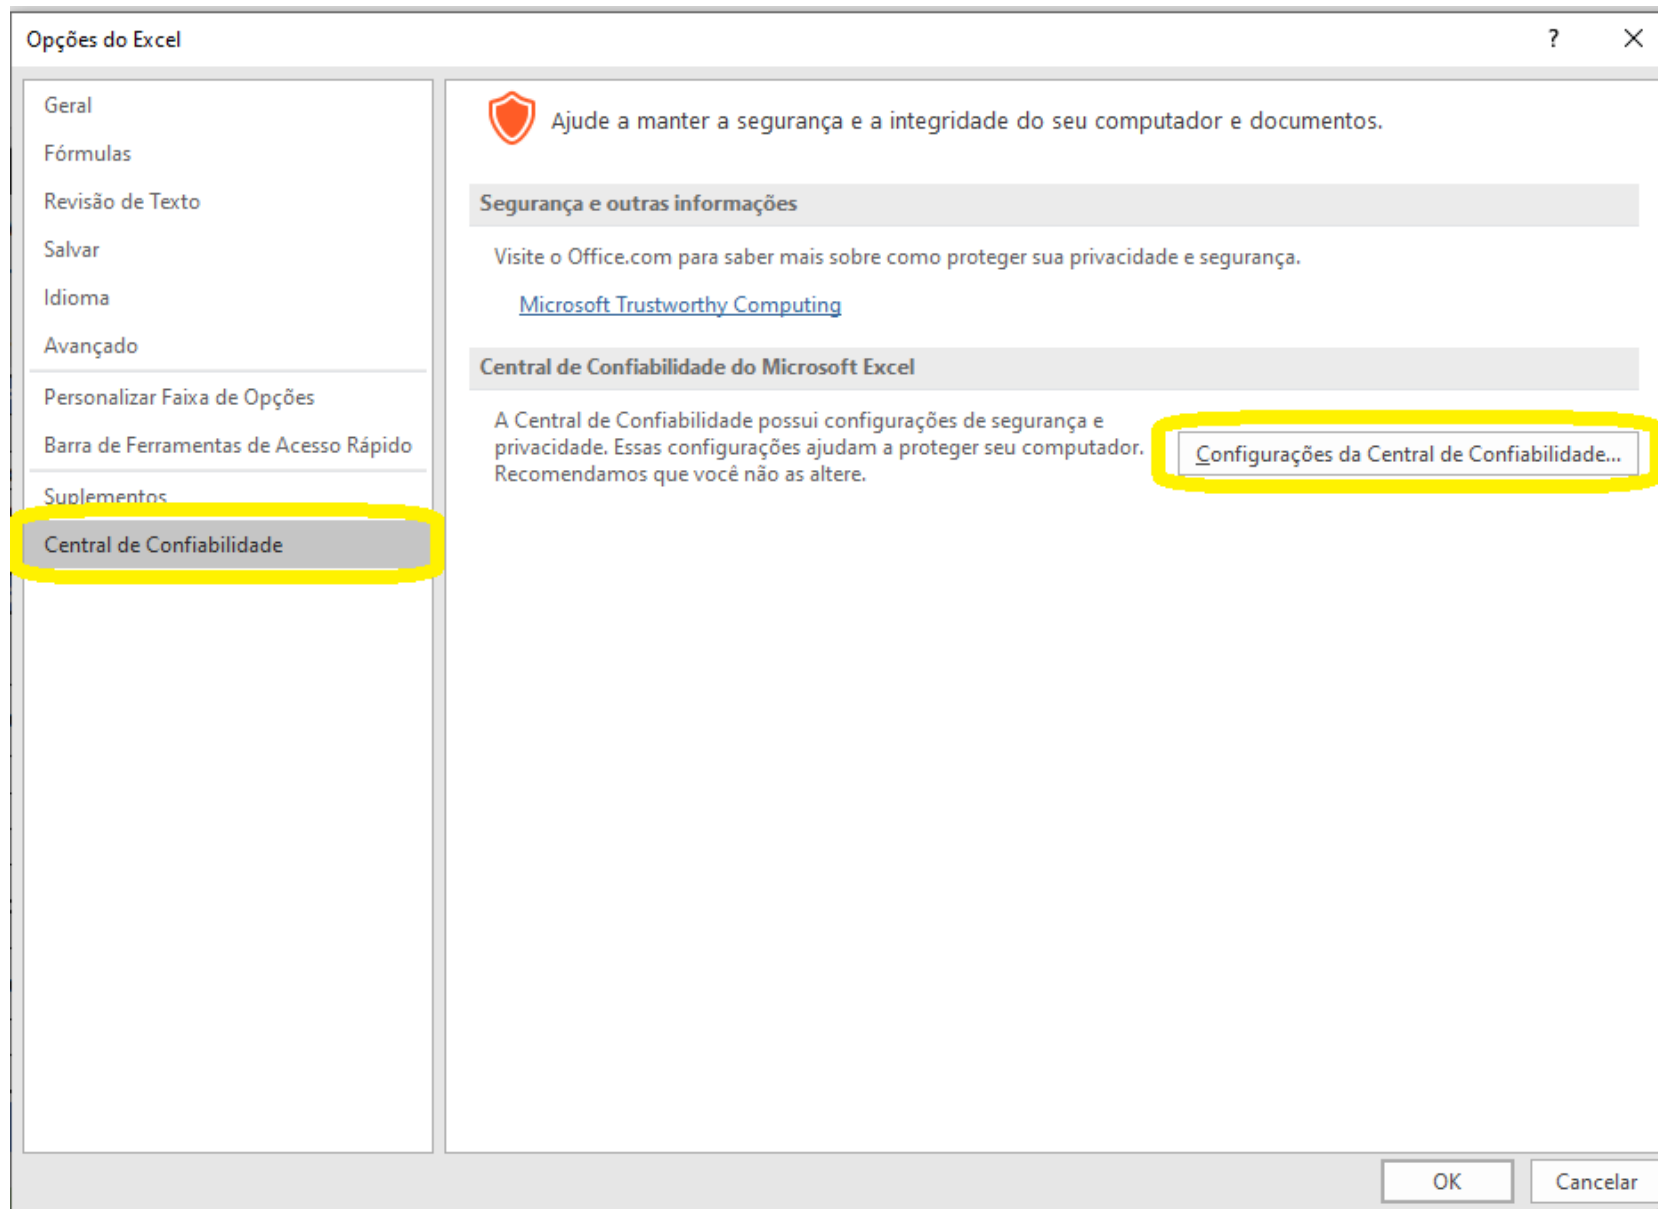 Opções do Excel
?
Geral
Fórmulas
Revisão de Texto
Salvar
Idioma
Avançado
Personalizar Faixa de Opções
Barra de Ferramentas de Acesso Rápido
Suplementos
Central de Confiabilidade
Ajude a manter a segurança e a integridade do seu computador e documentos.
Segurança e outras informações
Visite o Office.com para saber mais sobre como proteger sua privacidade e segurança.
Microsoft Trustworthy Computing
Central de Confiabilidade do Microsoft Excel
A Central de Confiabilidade possui configurações de segurança e
privacidade. Essas configurações ajudam a proteger seu computador.
Recomendamos que você não as altere.
Configurações da Central de Confiabilidade...
OK
Cancelar